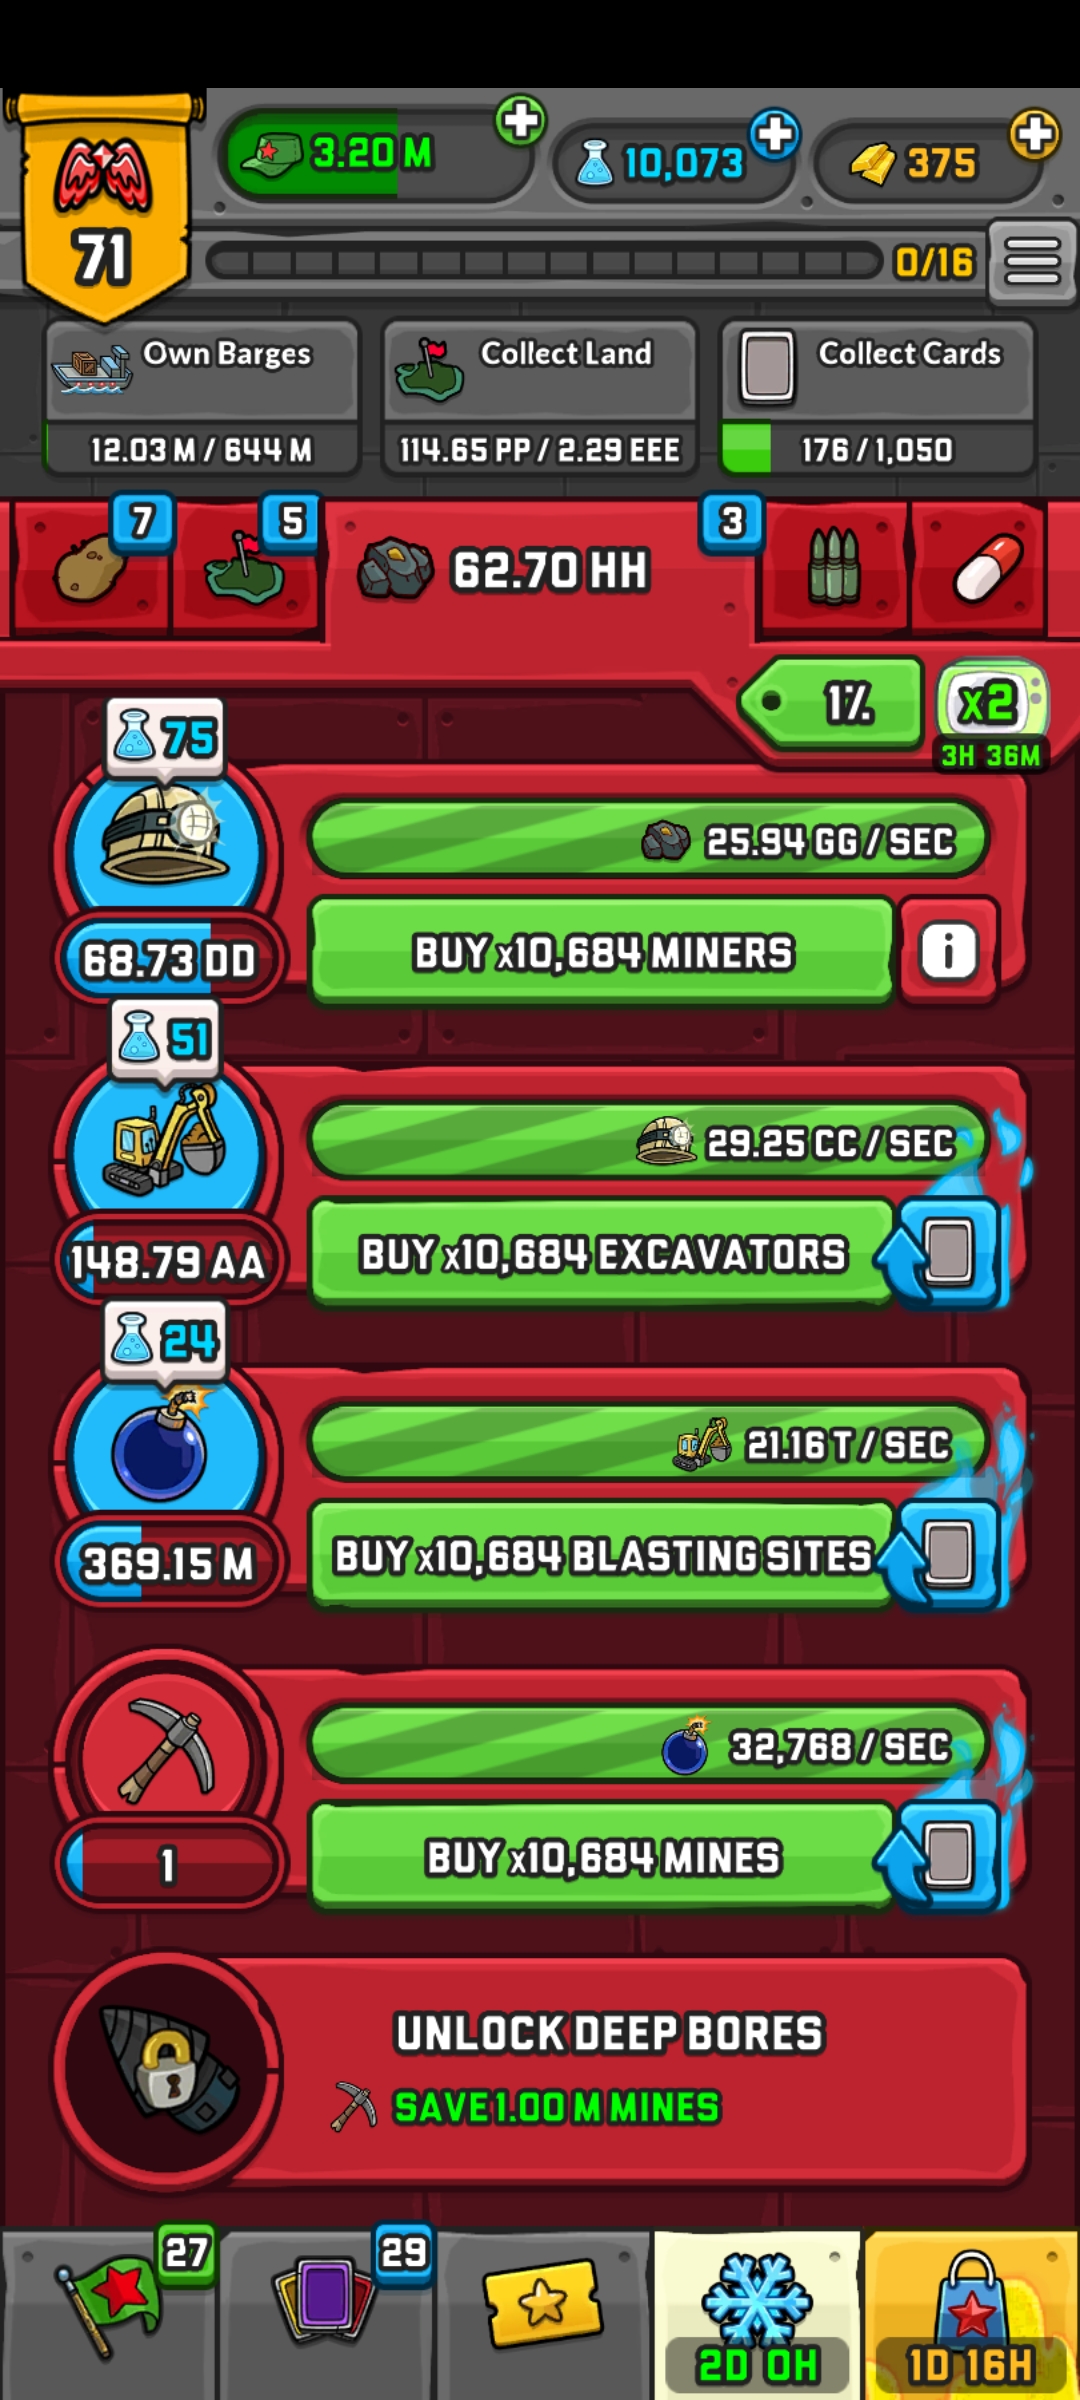 3.20 M
10,073
375
71
0/16
Own Barges
Collect Land
Collect Cards
12.03 M / 644 M
114.65 PP / 2.29 EEE
176 / 1,050
7
5
62.70 HH
3
1%
x2
3H 36M
75
25.94 GG / SEC
68.73 DD
BUY x10,684 MINERS
i
51
29.25 CC / SEC
148.79 AA
BUY x10,684 EXCAVATORS
24
21.16 T / SEC
369.15 M
BUY x10,684 BLASTING SITES
32,768 / SEC
1
BUY x10,684 MINES
UNLOCK DEEP BORES
SAVE 1.00 M MINES
27
29
2D 0H
1D 16H